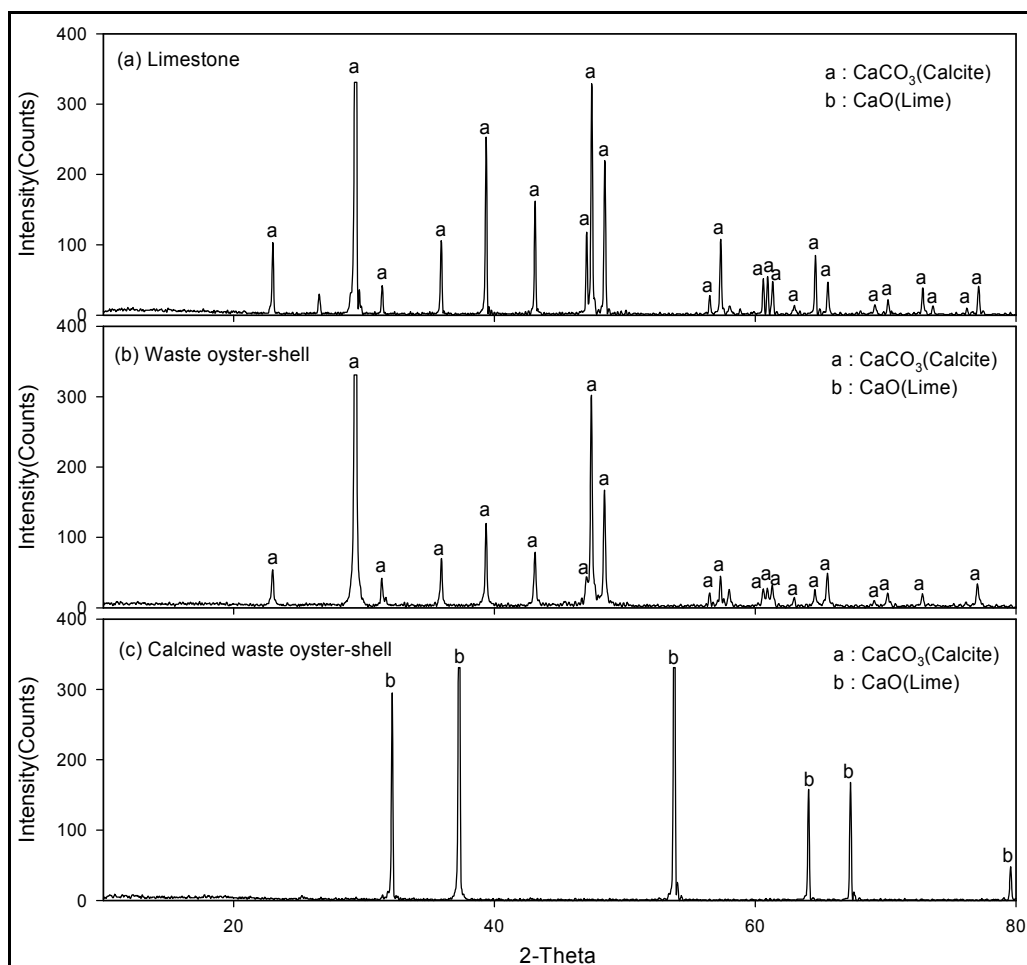 400
(a) Limestone
a : CaCO₃(Calcite)
b : CaO(Lime)
300
200
100
0
Intensity(Counts)
a a a a a a a a a a a a a a a a a a a a a a
400
(b) Waste oyster-shell
a : CaCO₃(Calcite)
b : CaO(Lime)
300
200
100
0
Intensity(Counts)
a a a a a a a a a a a a a a a a a a a a
400
(c) Calcined waste oyster-shell
a : CaCO₃(Calcite)
b : CaO(Lime)
300
200
100
0
Intensity(Counts)
b b b b b b
20 40 60 80
2-Theta